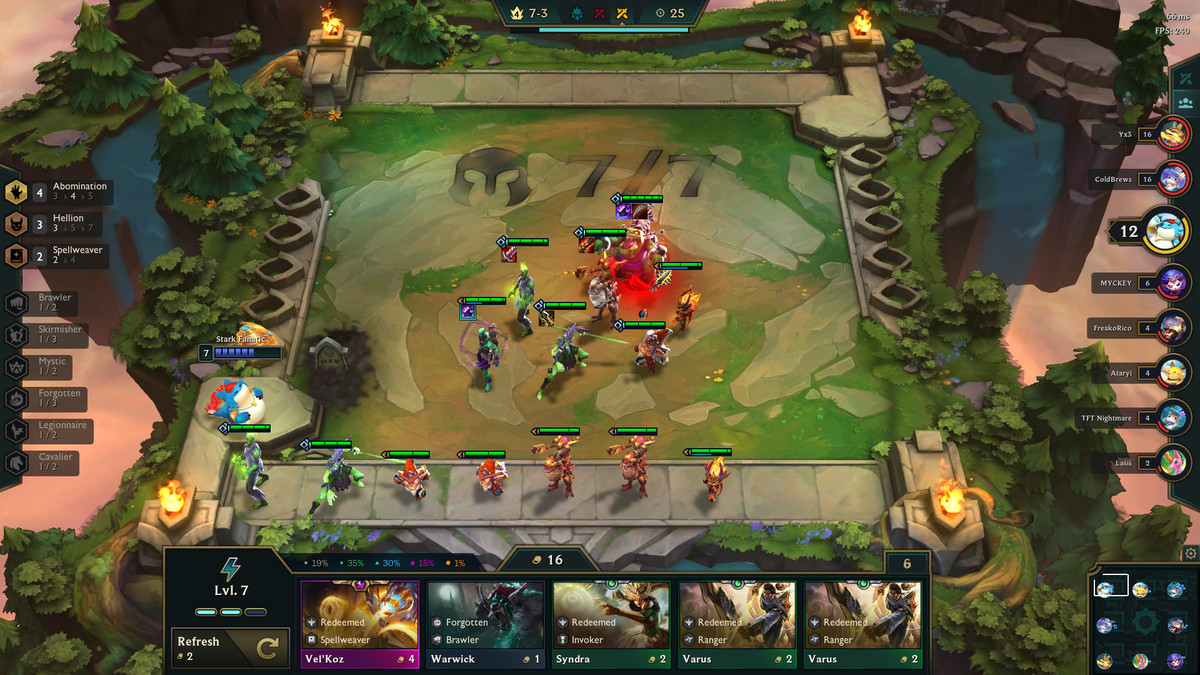 7-3
25
66 ms
FPS: 240
7/7
Yx3 16
ColdBrews 16
12
MYCKEY 6
FreakoRico 4
Ataryi 4
TFT Nightmare 4
Lasis 2
4 Abomination
3 › 4 › 5
3 Hellion
3 › 5 › 7
2 Spellweaver
2 › 4
Brawler
1 / 2
Skirmisher
1 / 3
Mystic
1 / 2
Forgotten
1 / 3
Legionnaire
1 / 2
Cavalier
1 / 2
Stark Fanatic
7
Lvl. 7
Refresh
2
19% 35% 30% 15% 1%
16
6
Redeemed
Spellweaver
Vel'Koz 4
Forgotten
Brawler
Warwick 1
Redeemed
Invoker
Syndra 2
Redeemed
Ranger
Varus 2
Redeemed
Ranger
Varus 2